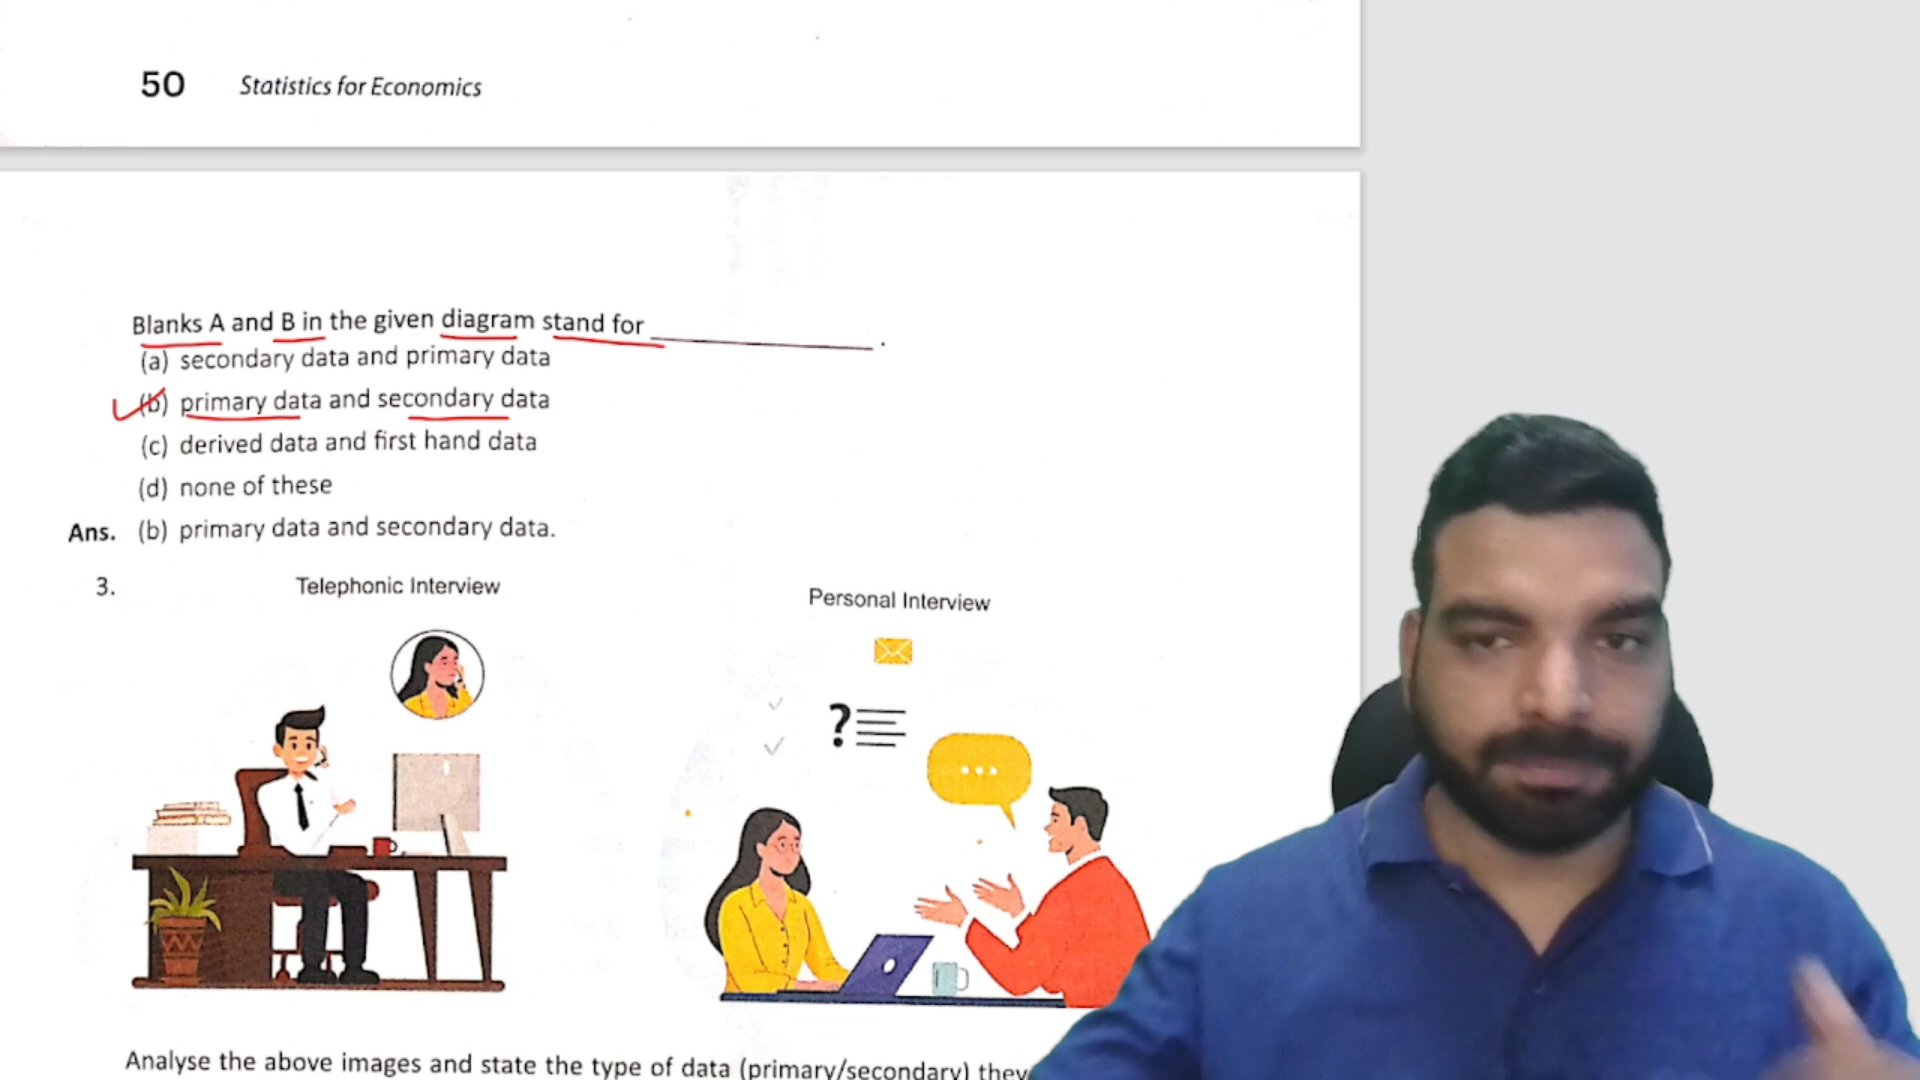 50 Statistics for Economics
Blanks A and B in the given diagram stand for ____________.
(a) secondary data and primary data
(b) primary data and secondary data
(c) derived data and first hand data
(d) none of these
Ans. (b) primary data and secondary data.
3. Telephonic Interview Personal Interview
?
Analyse the above images and state the type of data (primary/secondary) they